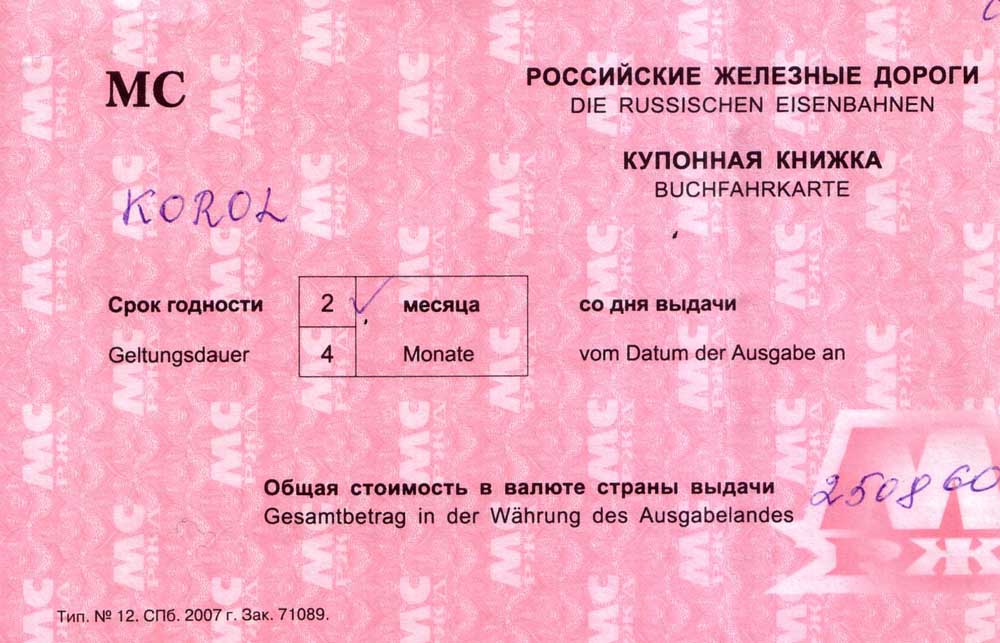 МС
РОССИЙСКИЕ ЖЕЛЕЗНЫЕ ДОРОГИ
DIE RUSSISCHEN EISENBAHNEN
КУПОННАЯ КНИЖКА
BUCHFAHRKARTE
KOROL
Срок годности 2 месяца со дня выдачи
Geltungsdauer 4 Monate vom Datum der Ausgabe an
Общая стоимость в валюте страны выдачи
Gesamtbetrag in der Währung des Ausgabelandes
2508 60
Тип. № 12. СПб. 2007 г. Зак. 71089.